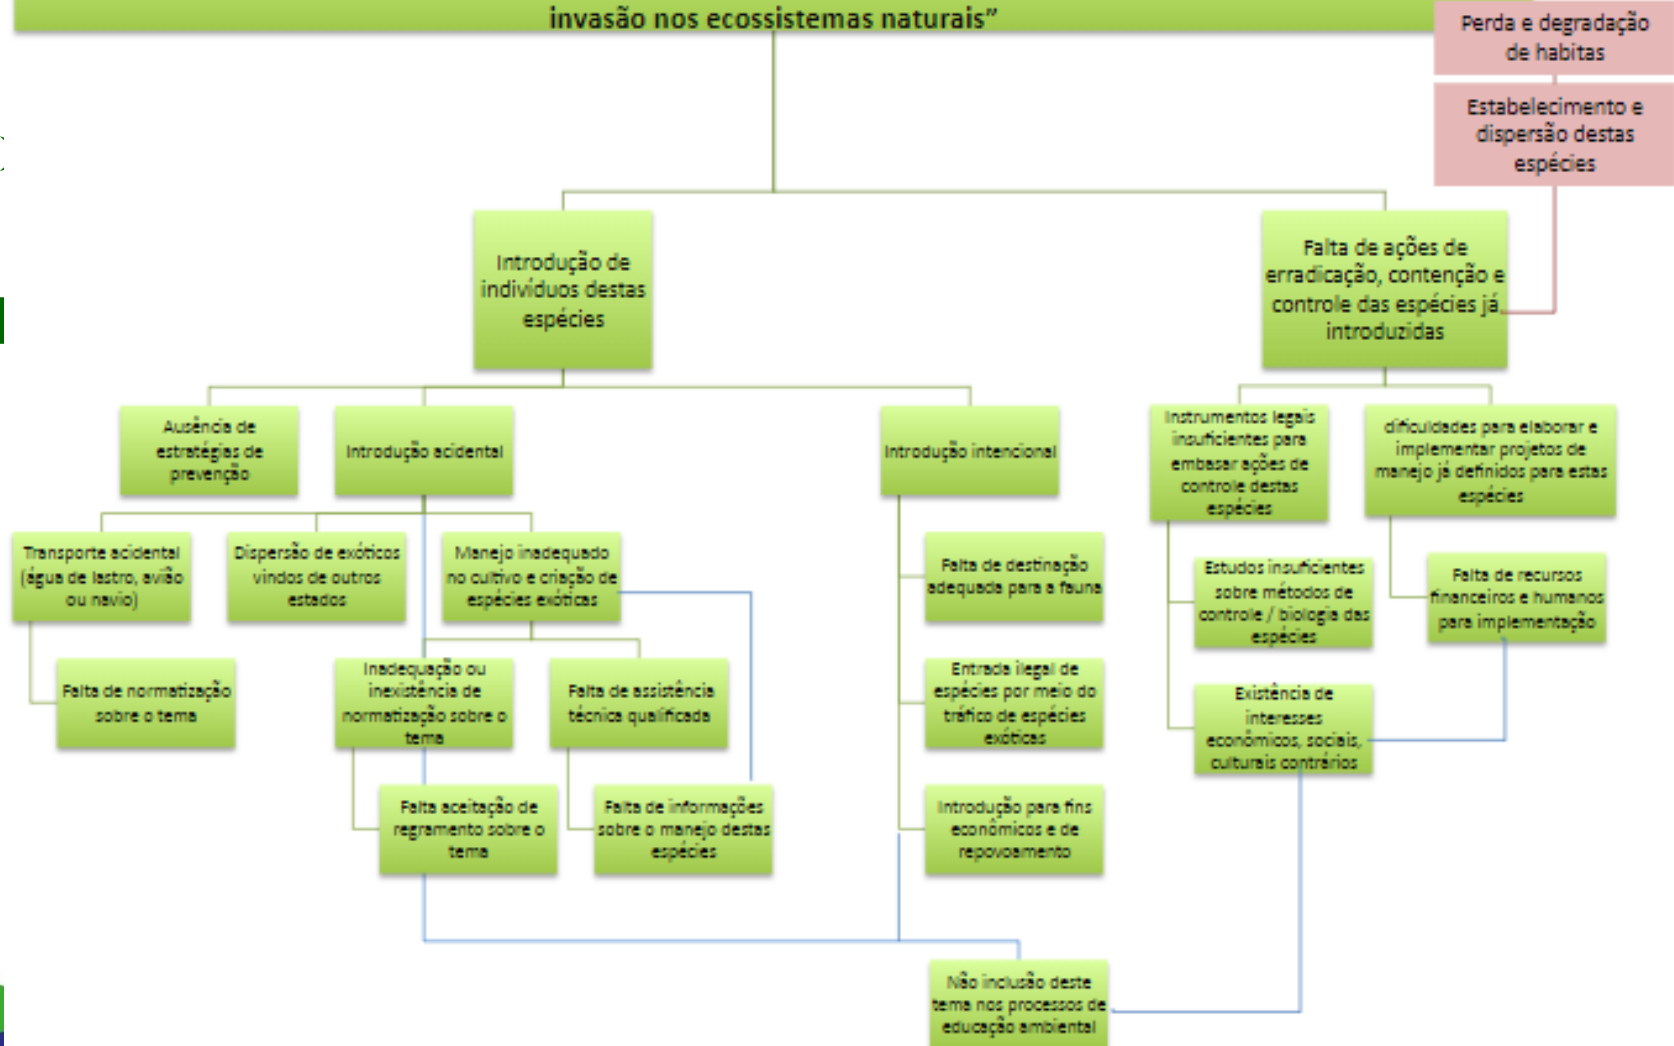 invasão nos ecossistemas naturais”
Perda e degradação
de habitas
Estabelecimento e
dispersão destas
espécies
Introdução de
indivíduos destas
espécies
Falta de ações de
erradicação, contenção e
controle das espécies já
introduzidas
Ausência de
estratégias de
prevenção
Introdução acidental
Introdução intencional
Instrumentos legais
insuficientes para
embasar ações de
controle destas
espécies
dificuldades para elaborar e
implementar projetos de
manejo já definidos para estas
espécies
Transporte acidental
(água de lastro, avião
ou navio)
Dispersão de exóticos
vindos de outros
estados
Manejo inadequado
no cultivo e criação de
espécies exóticas
Falta de destinação
adequada para a fauna
Estudos insuficientes
sobre métodos de
controle / biologia das
espécies
Falta de recursos
financeiros e humanos
para implementação
Falta de normatização
sobre o tema
Inadequação ou
inexistência de
normatização sobre o
tema
Falta de assistência
técnica qualificada
Entrada ilegal de
espécies por meio do
tráfico de espécies
exóticas
Existência de
interesses
econômicos, sociais,
culturais contrários
Falta aceitação de
regramento sobre o
tema
Falta de informações
sobre o manejo destas
espécies
Introdução para fins
econômicos e de
repovoamento
Não inclusão deste
tema nos processos de
educação ambiental